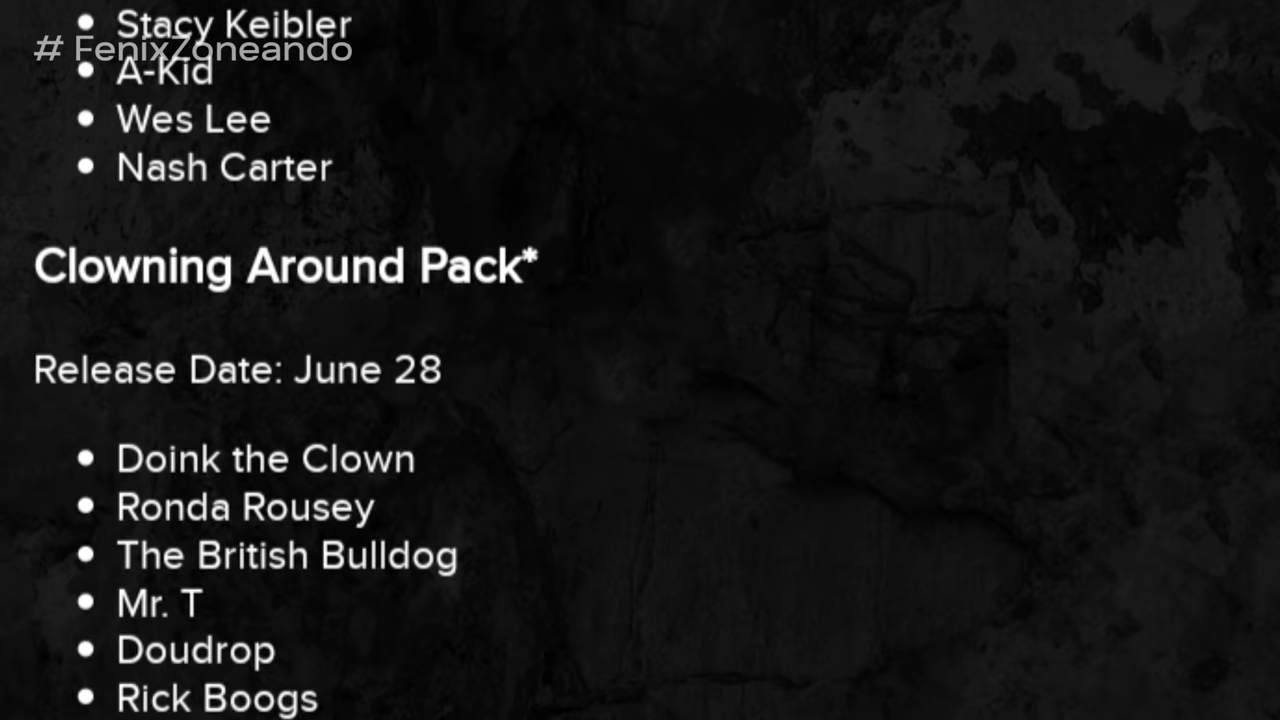 Stacy Keibler
# FenixZoneando
A-Kid
Wes Lee
Nash Carter
Clowning Around Pack*
Release Date: June 28
Doink the Clown
Ronda Rousey
The British Bulldog
Mr. T
Doudrop
Rick Boogs